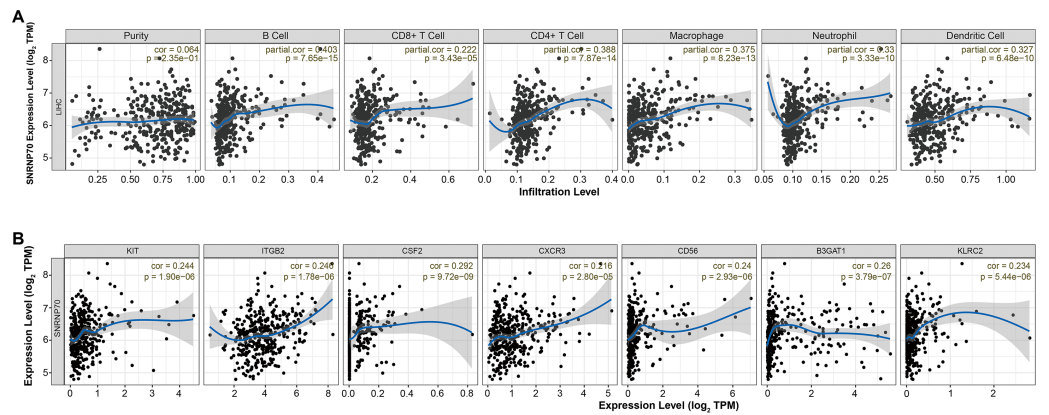 A
Purity
B Cell
CD8+ T Cell
CD4+ T Cell
Macrophage
Neutrophil
Dendritic Cell
cor = 0.064
p = 2.35e−01
partial.cor = 0.403
p = 7.65e−15
partial.cor = 0.222
p = 3.43e−05
partial.cor = 0.388
p = 7.87e−14
partial.cor = 0.375
p = 8.23e−13
partial.cor = 0.33
p = 3.33e−10
partial.cor = 0.327
p = 6.48e−10
SNRNP70 Expression Level (log2 TPM)
LIHC
8
7
6
5
0.25 0.50 0.75 1.00
0.1 0.2 0.3 0.4
0.2 0.4 0.6
0.0 0.1 0.2 0.3 0.4
0.0 0.1 0.2 0.3
0.05 0.10 0.15 0.20 0.25
0.50 0.75 1.00
Infiltration Level
B
KIT
ITGB2
CSF2
CXCR3
CD56
B3GAT1
KLRC2
cor = 0.244
p = 1.90e−06
cor = 0.246
p = 1.78e−06
cor = 0.292
p = 9.72e−09
cor = 0.216
p = 2.80e−05
cor = 0.24
p = 2.93e−06
cor = 0.26
p = 3.79e−07
cor = 0.234
p = 5.44e−06
Expression Level (log2 TPM)
SNRNP70
8
7
6
5
0 1 2 3 4
2 4 6 8
0.0 0.2 0.4 0.6 0.8
0 1 2 3 4 5
0 2 4 6
0 2 4
0 1 2
Expression Level (log2 TPM)